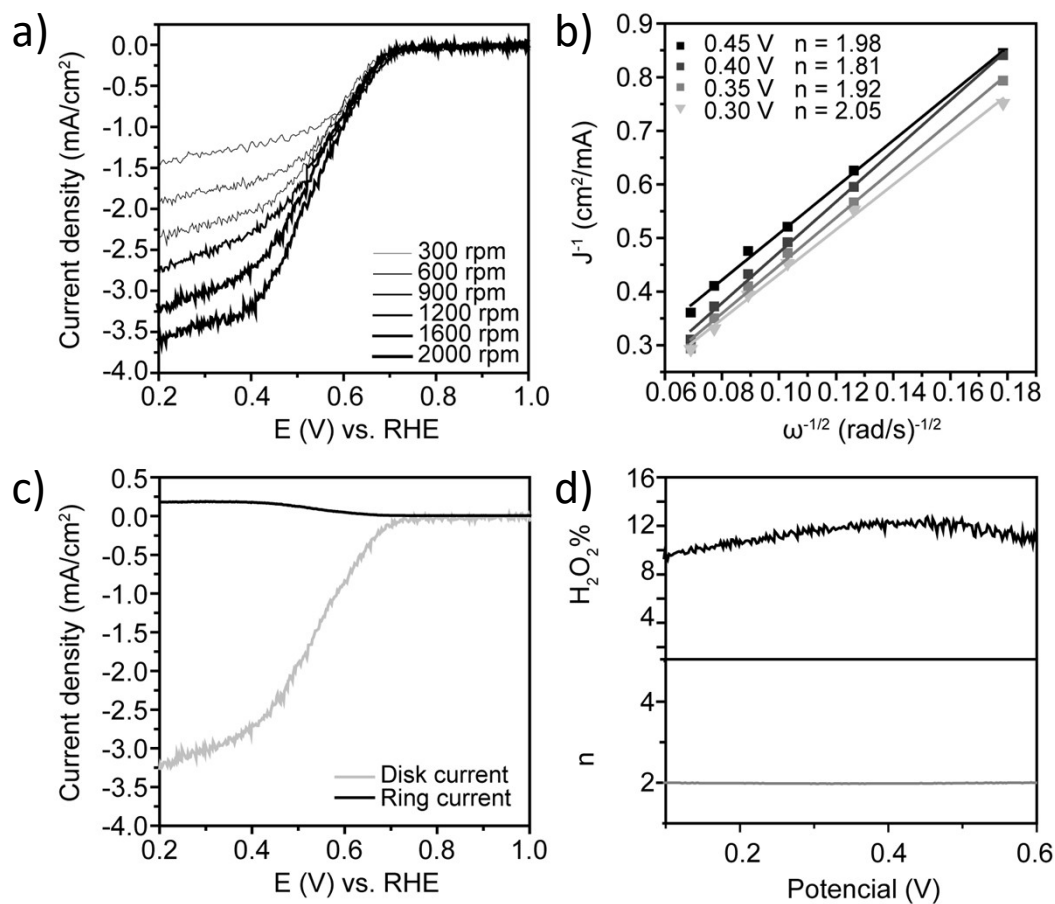 a)
Current density (mA/cm²)
0.0
-0.5
-1.0
-1.5
-2.0
-2.5
-3.0
-3.5
-4.0
300 rpm
600 rpm
900 rpm
1200 rpm
1600 rpm
2000 rpm
0.2 0.4 0.6 0.8 1.0
E (V) vs. RHE
b)
J⁻¹ (cm²/mA)
0.9
0.8
0.7
0.6
0.5
0.4
0.3
0.45 V n = 1.98
0.40 V n = 1.81
0.35 V n = 1.92
0.30 V n = 2.05
0.06 0.08 0.10 0.12 0.14 0.16 0.18
ω⁻¹/² (rad/s)⁻¹/²
c)
Current density (mA/cm²)
0.5
0.0
-0.5
-1.0
-1.5
-2.0
-2.5
-3.0
-3.5
-4.0
Disk current
Ring current
0.2 0.4 0.6 0.8 1.0
E (V) vs. RHE
d)
H₂O₂%
16
12
8
4
n
4
2
0.2 0.4 0.6
Potencial (V)